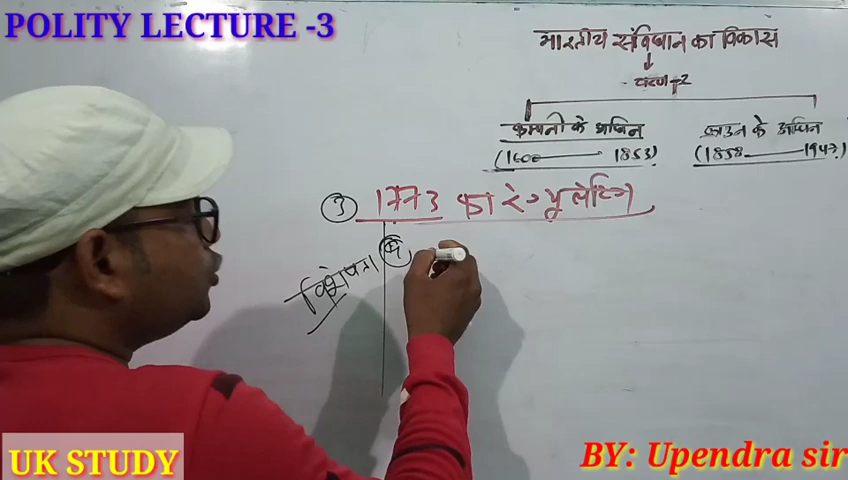 POLITY LECTURE -3
भारतीय संविधान का विकास
चरण-2
कम्पनी के अधिन
(1600 — 1853)
क्राउन के अधिन
(1858 — 1947)
③ 1773 का रेग्यूलेटिंग
विशेषता
UK STUDY
BY: Upendra sir